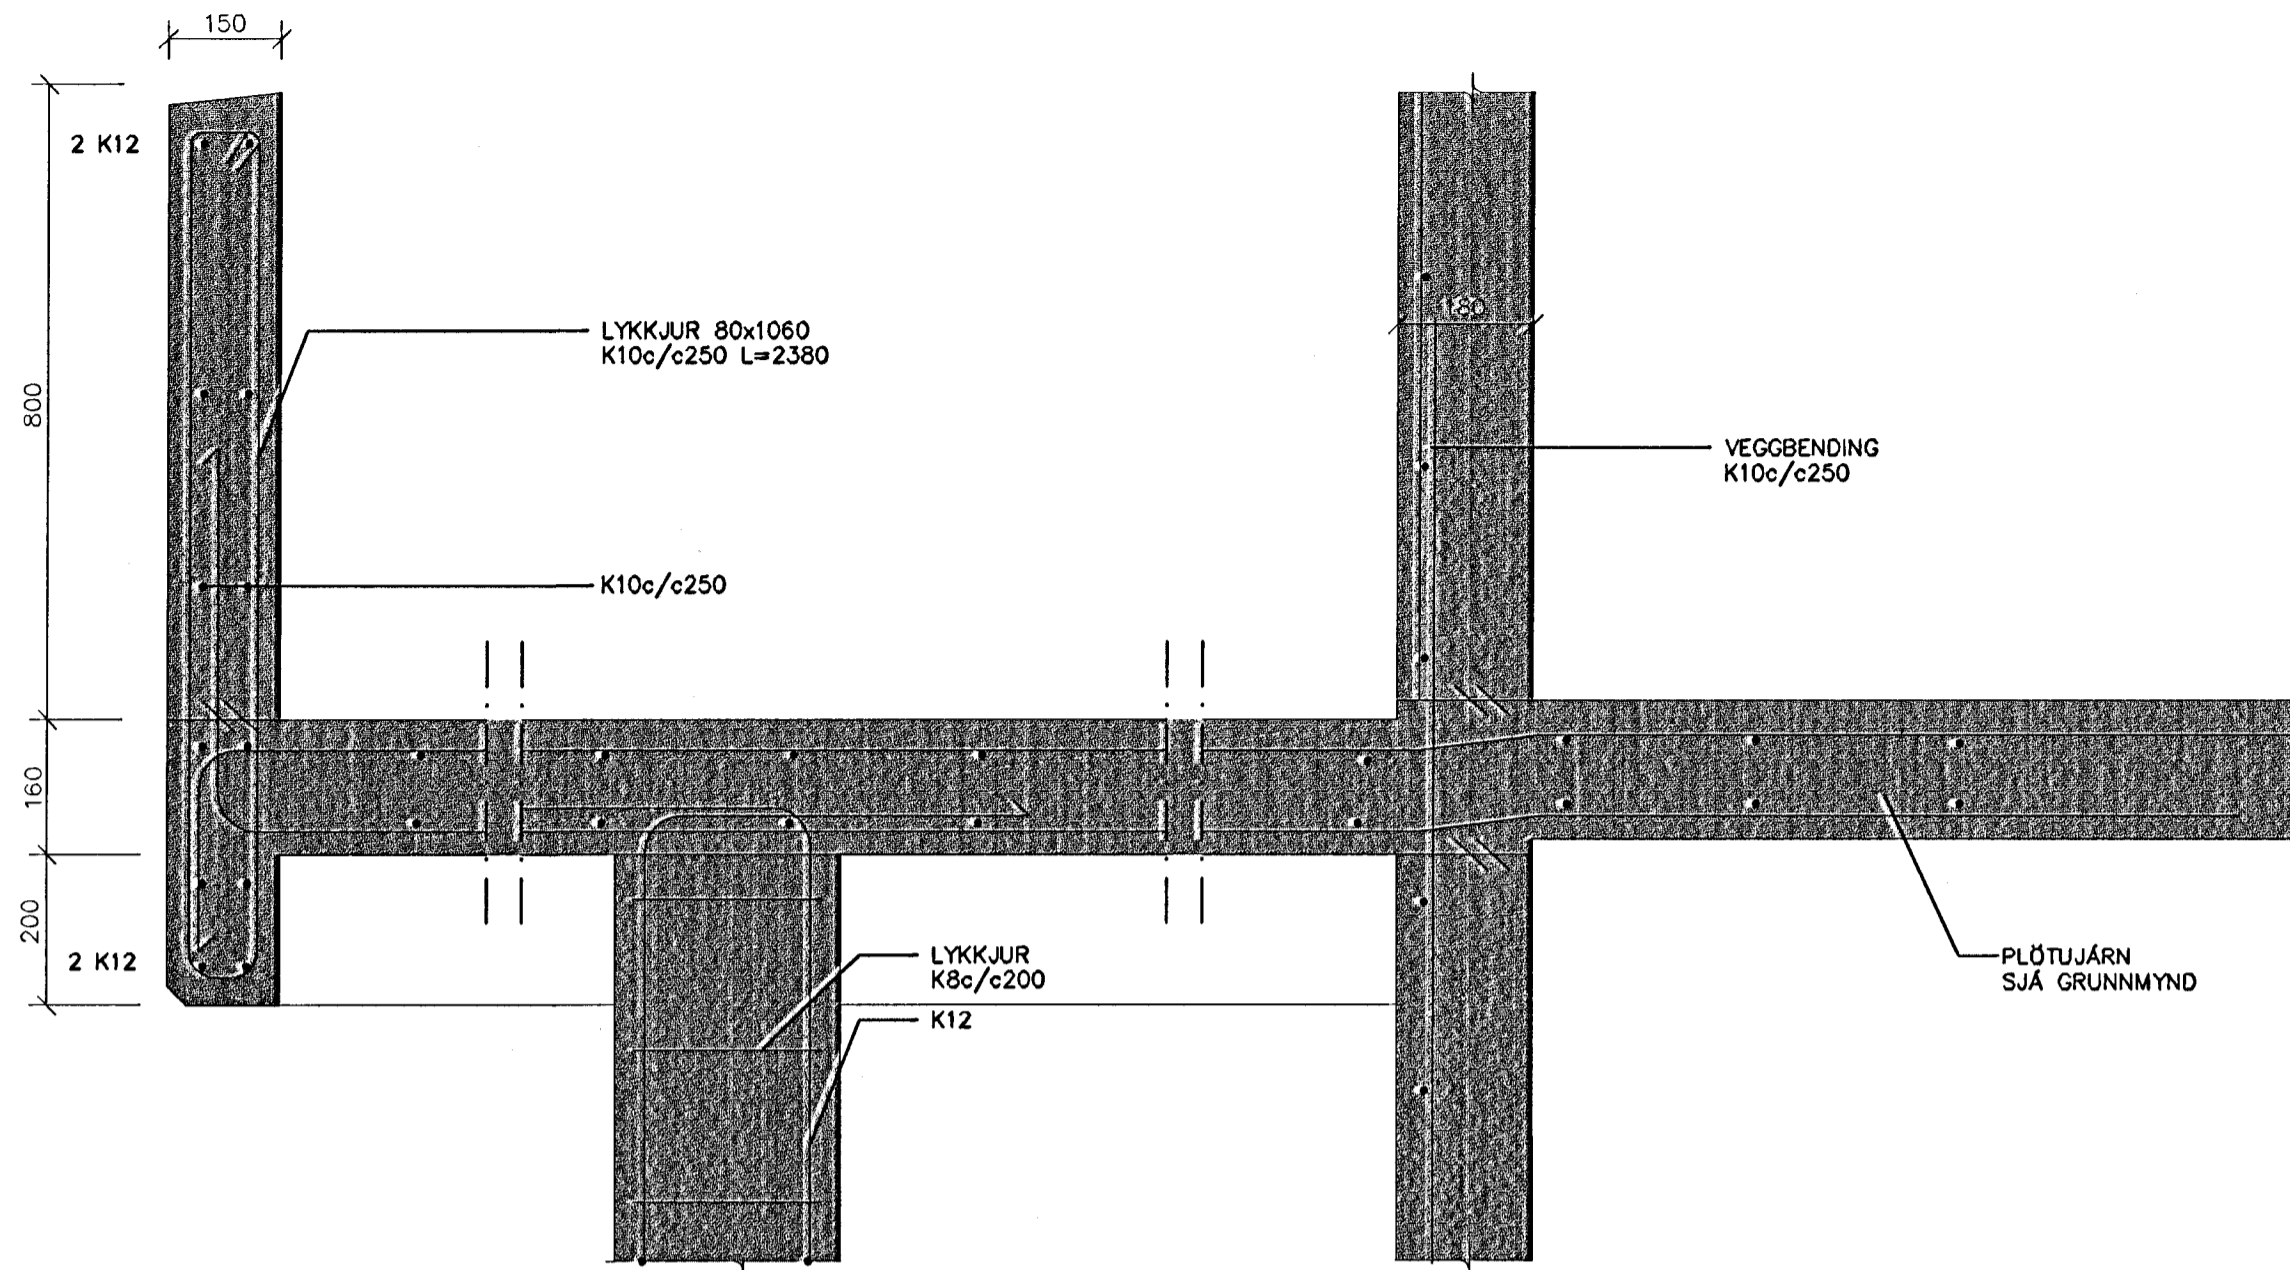 150
2 K12
180
LYKKJUR 80x1060
K10c/c250 L=2380
800
VEGGBENDING
K10c/c250
K10c/c250
160
200
2 K12
LYKKJUR
K8c/c200
K12
PLÖTUJÁRN
SJÁ GRUNNMYND